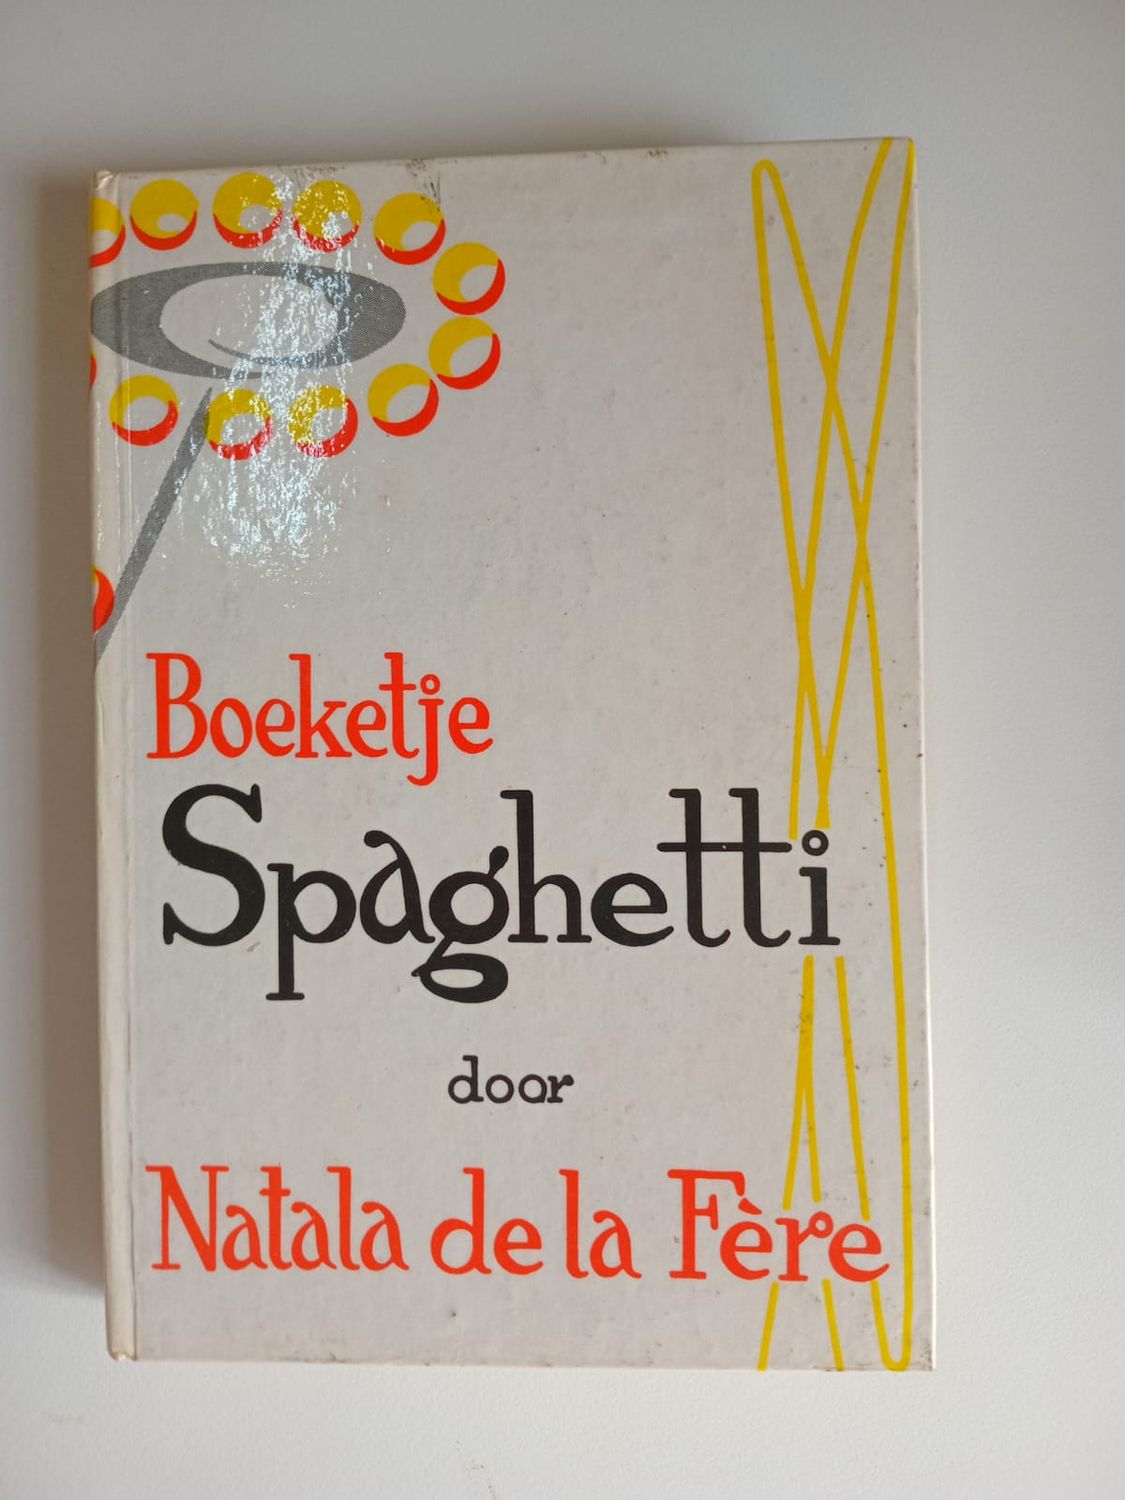 Boeketje
Spaghetti
door
Natala de la Fère